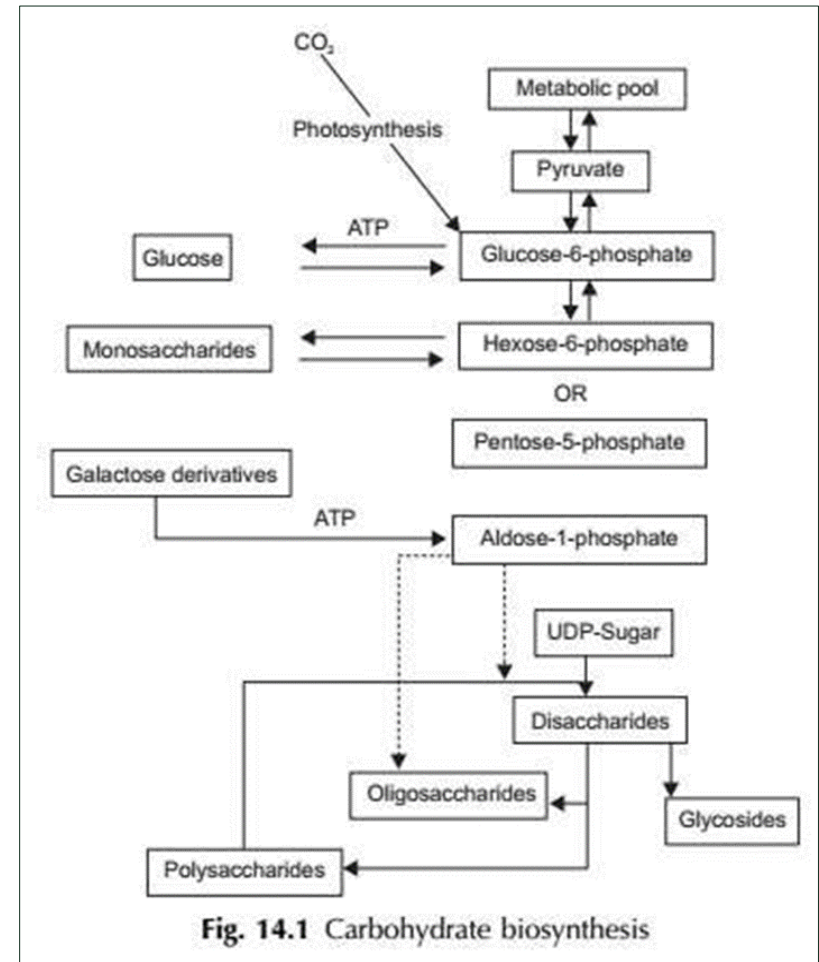 CO2
Metabolic pool
Photosynthesis
Pyruvate
ATP
Glucose
Glucose-6-phosphate
Monosaccharides
Hexose-6-phosphate
OR
Pentose-5-phosphate
Galactose derivatives
ATP
Aldose-1-phosphate
UDP-Sugar
Disaccharides
Oligosaccharides
Glycosides
Polysaccharides
Fig. 14.1 Carbohydrate biosynthesis